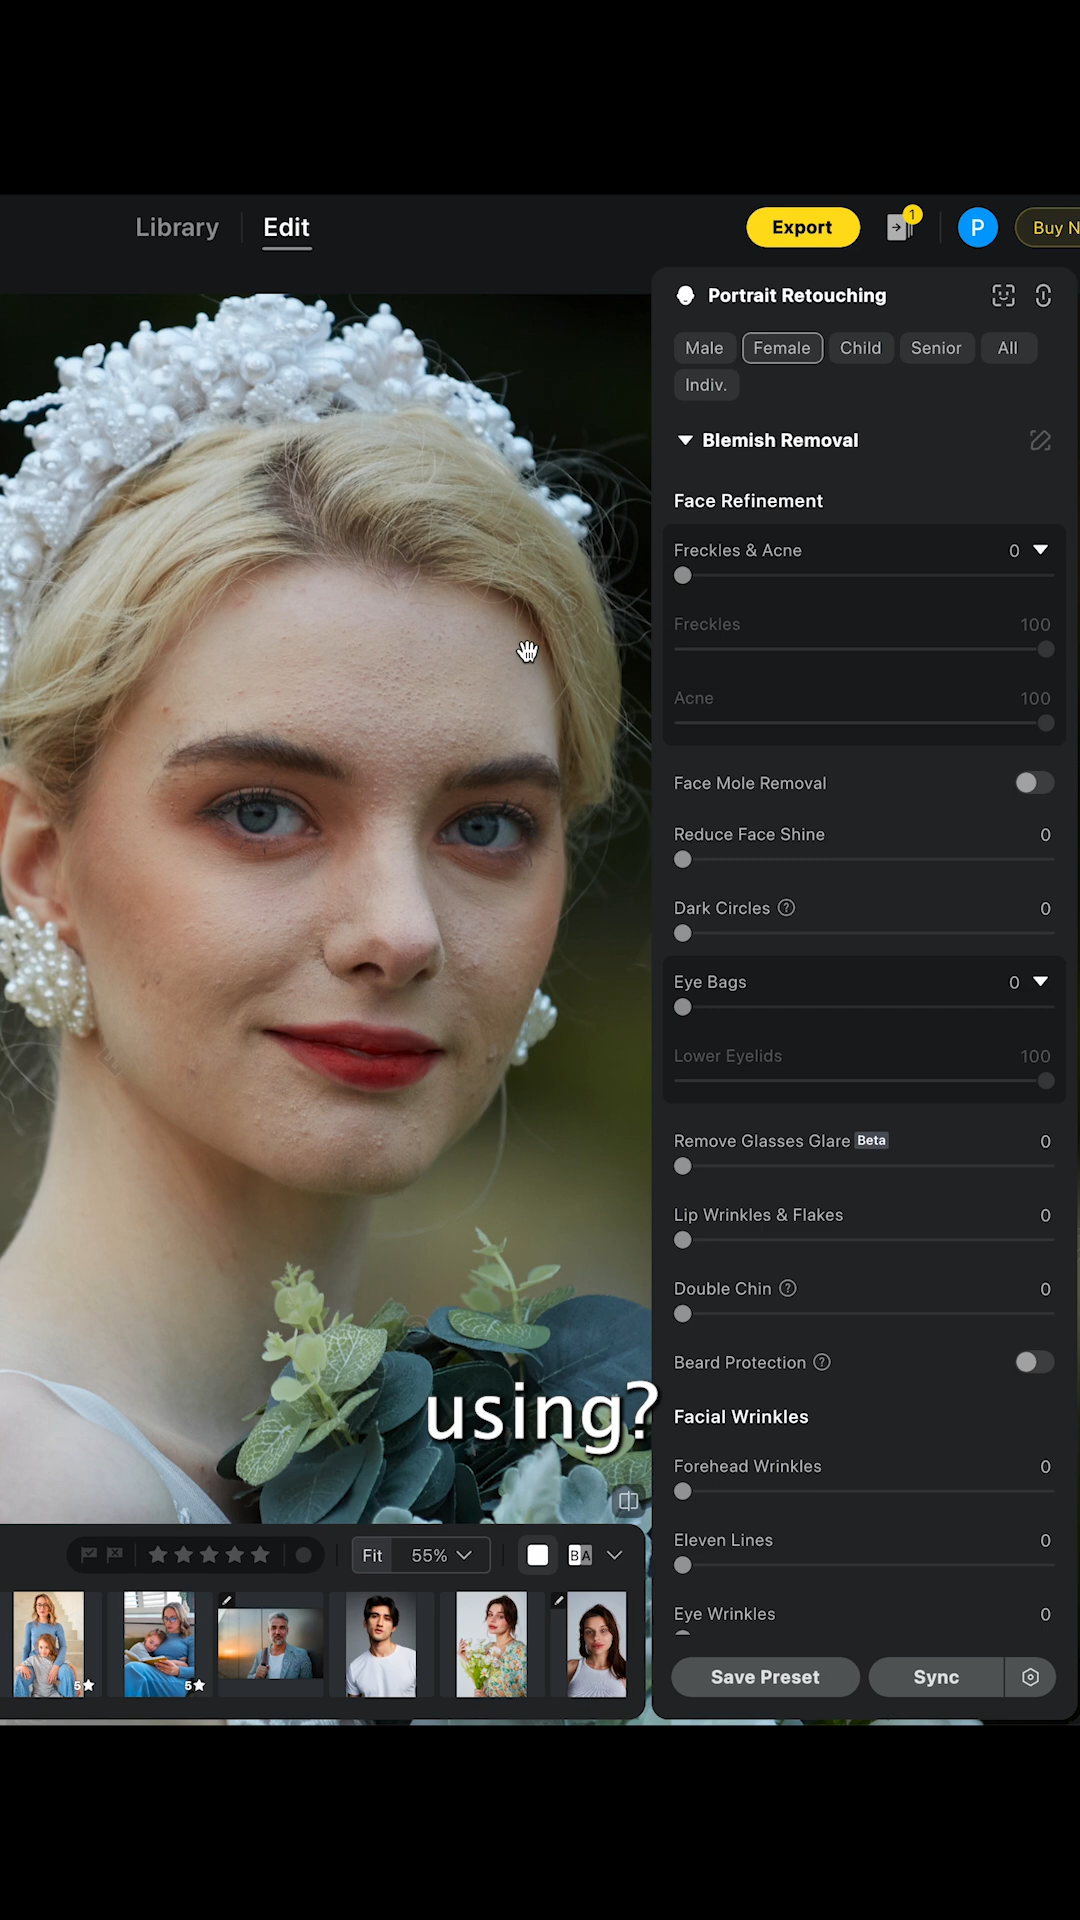 Library
Edit
Export
1
P
Buy N
Portrait Retouching
Male
Female
Child
Senior
All
Indiv.
Blemish Removal
Face Refinement
Freckles & Acne 0
Freckles 100
Acne 100
Face Mole Removal
Reduce Face Shine 0
Dark Circles ? 0
Eye Bags 0
Lower Eyelids 100
Remove Glasses Glare Beta 0
Lip Wrinkles & Flakes 0
Double Chin ? 0
Beard Protection ?
using?
Facial Wrinkles
Forehead Wrinkles 0
Eleven Lines 0
Eye Wrinkles 0
Fit 55%
BA
5★
5★
Save Preset
Sync